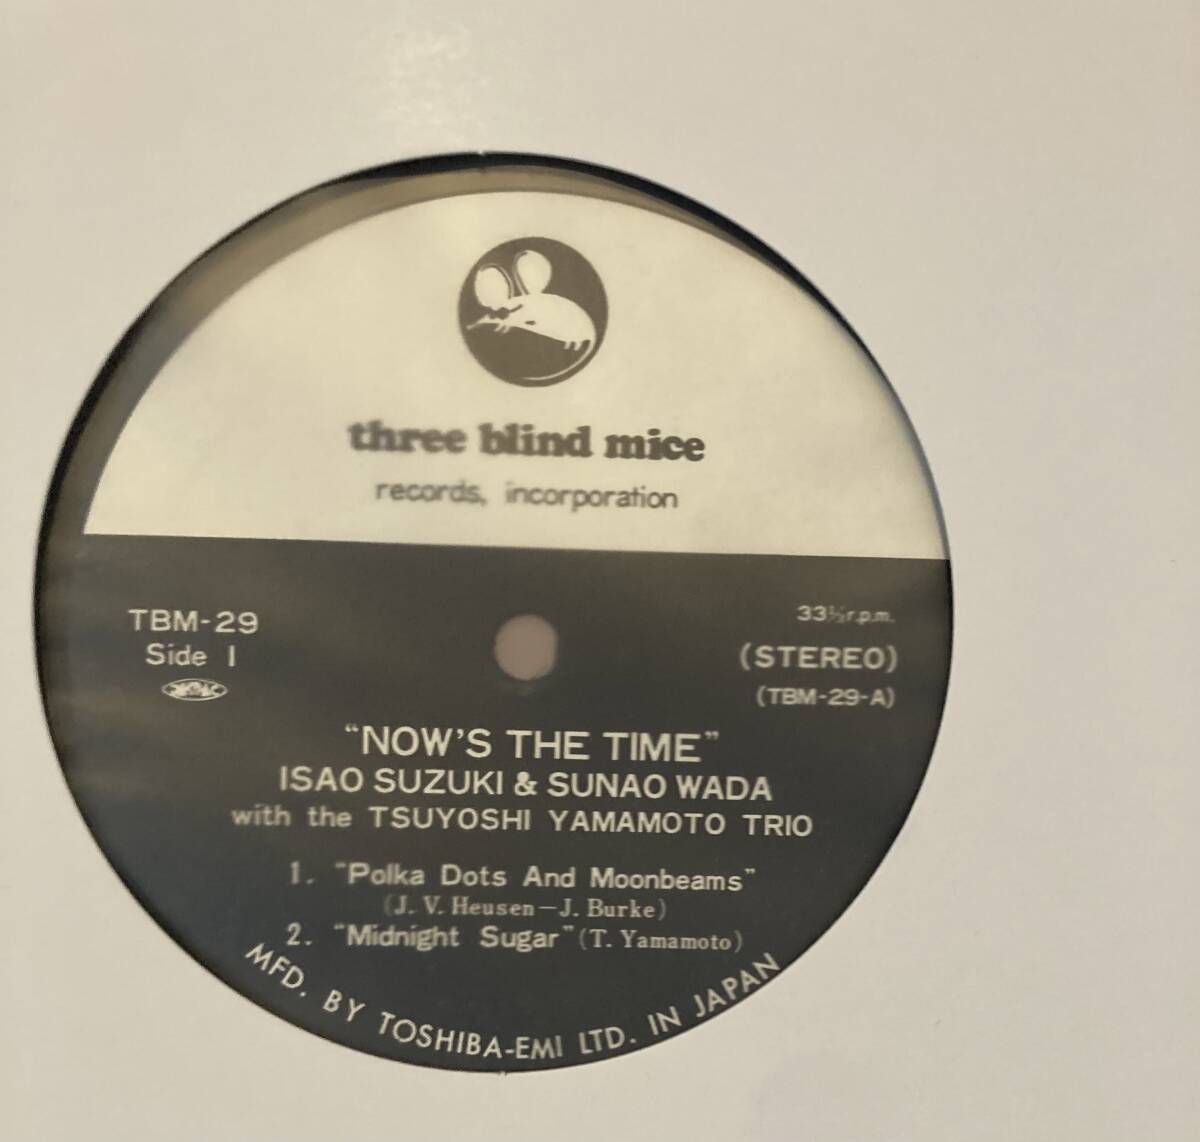 three blind mice
records, incorporation
TBM-29
Side 1
33⅓r.p.m.
(STEREO)
(TBM-29-A)
"NOW'S THE TIME"
ISAO SUZUKI & SUNAO WADA
with the TSUYOSHI YAMAMOTO TRIO
1. "Polka Dots And Moonbeams"
(J. V. Heusen—J. Burke)
2. "Midnight Sugar" (T. Yamamoto)
MFD. BY TOSHIBA-EMI LTD. IN JAPAN